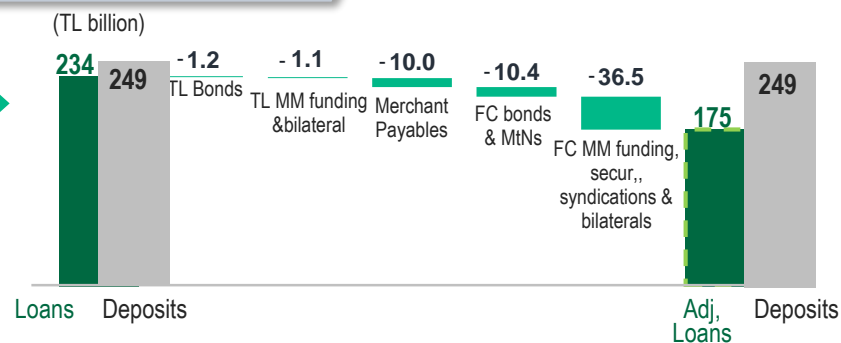 (TL billion)
234
249
-1.2
TL Bonds
-1.1
TL MM funding
&bilateral
-10.0
Merchant
Payables
-10.4
FC bonds
& MtNs
-36.5
FC MM funding,
secur,,
syndications &
bilaterals
175
249
Loans
Deposits
Adj,
Loans
Deposits